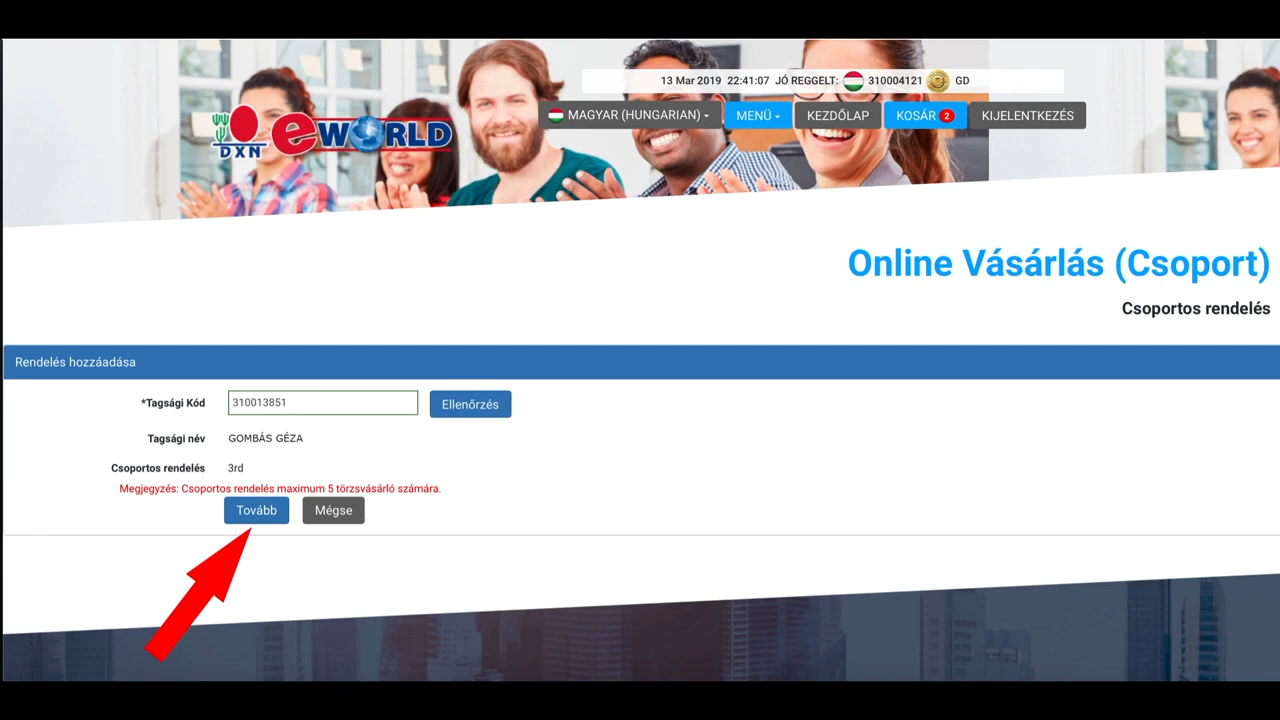 13 Mar 2019 22:41:07 JÓ REGGELT: 310004121 GD
DXN eWORLD
MAGYAR (HUNGARIAN) MENÜ KEZDŐLAP KOSÁR 2 KIJELENTKEZÉS
Online Vásárlás (Csoport)
Csoportos rendelés
Rendelés hozzáadása
*Tagsági Kód 310013851 Ellenőrzés
Tagsági név GOMBÁS GÉZA
Csoportos rendelés 3rd
Megjegyzés: Csoportos rendelés maximum 5 törzsvásárló számára.
Tovább Mégse